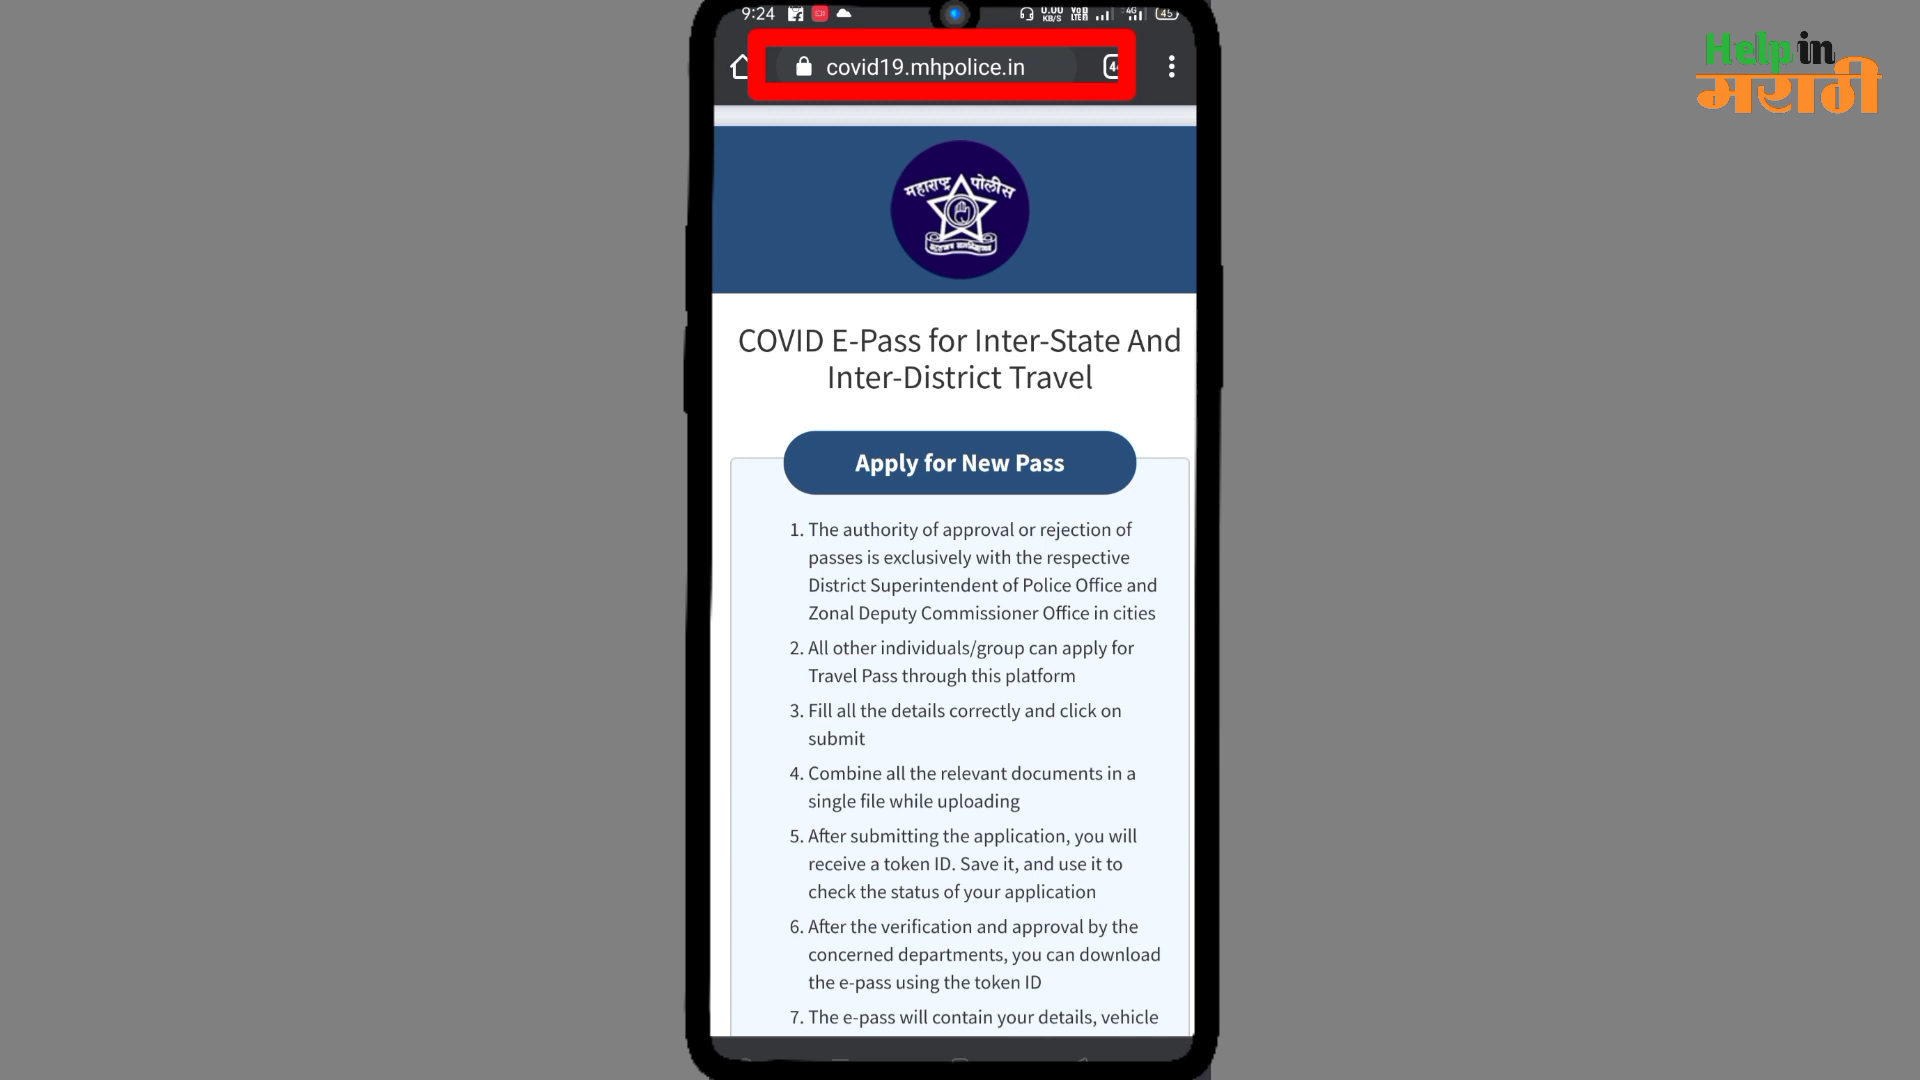 9:24
0.00 KB/S
4G
45
covid19.mhpolice.in
Help in
मराठी
महाराष्ट्र पोलीस
COVID E-Pass for Inter-State And
Inter-District Travel
Apply for New Pass
1. The authority of approval or rejection of
passes is exclusively with the respective
District Superintendent of Police Office and
Zonal Deputy Commissioner Office in cities
2. All other individuals/group can apply for
Travel Pass through this platform
3. Fill all the details correctly and click on
submit
4. Combine all the relevant documents in a
single file while uploading
5. After submitting the application, you will
receive a token ID. Save it, and use it to
check the status of your application
6. After the verification and approval by the
concerned departments, you can download
the e-pass using the token ID
7. The e-pass will contain your details, vehicle